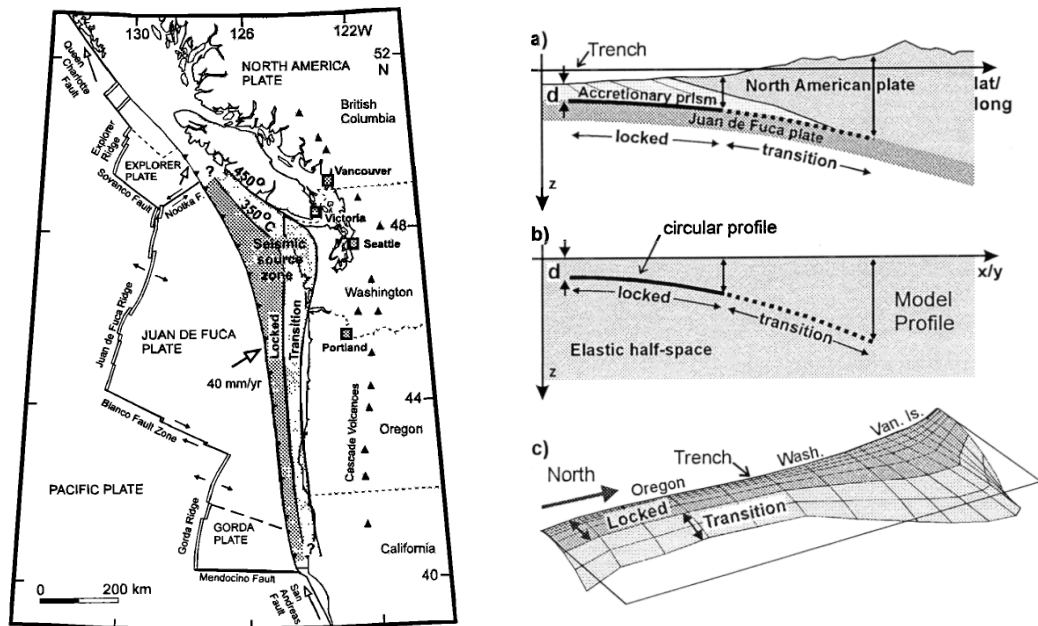 130
126
122W
52
N
Queen
Charlotte
Fault
NORTH AMERICA
PLATE
British
Columbia
Explorer
Ridge
EXPLORER
PLATE
Sovanco Fault
Nootka F.
?
450°
350°C
Vancouver
Victoria
48
Seattle
Seismic
source
zone
Washington
Juan de Fuca Ridge
JUAN DE FUCA
PLATE
Locked
Transition
Portland
40 mm/yr
44
Cascade Volcanoes
Oregon
Blanco Fault Zone
PACIFIC PLATE
Gorda Ridge
GORDA
PLATE
?
California
Mendocino Fault
40
0 200 km
San
Andreas
Fault
a)
Trench
lat/
long
North American plate
d
Accretionary prism
Juan de Fuca plate
locked
transition
z
b)
circular profile
x/y
d
locked
transition
Model
Profile
Elastic half-space
z
c)
North
Oregon
Trench
Wash.
Van. Is.
Locked
Transition